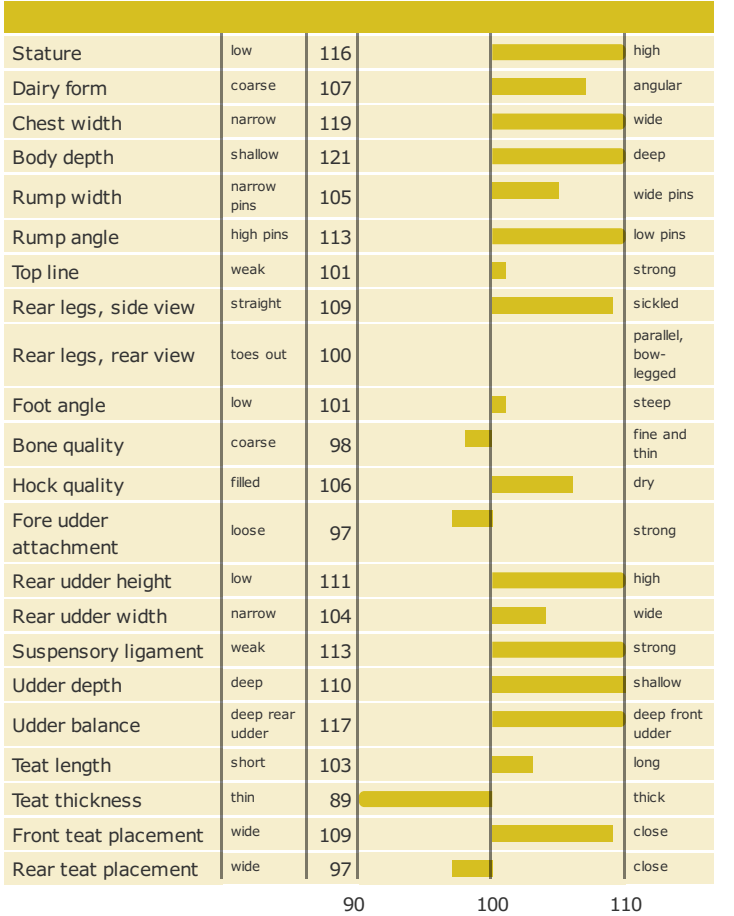 Stature low 116 high
Dairy form coarse 107 angular
Chest width narrow 119 wide
Body depth shallow 121 deep
Rump width narrow pins 105 wide pins
Rump angle high pins 113 low pins
Top line weak 101 strong
Rear legs, side view straight 109 sickled
Rear legs, rear view toes out 100 parallel, bow-legged
Foot angle low 101 steep
Bone quality coarse 98 fine and thin
Hock quality filled 106 dry
Fore udder attachment loose 97 strong
Rear udder height low 111 high
Rear udder width narrow 104 wide
Suspensory ligament weak 113 strong
Udder depth deep 110 shallow
Udder balance deep rear udder 117 deep front udder
Teat length short 103 long
Teat thickness thin 89 thick
Front teat placement wide 109 close
Rear teat placement wide 97 close
90 100 110